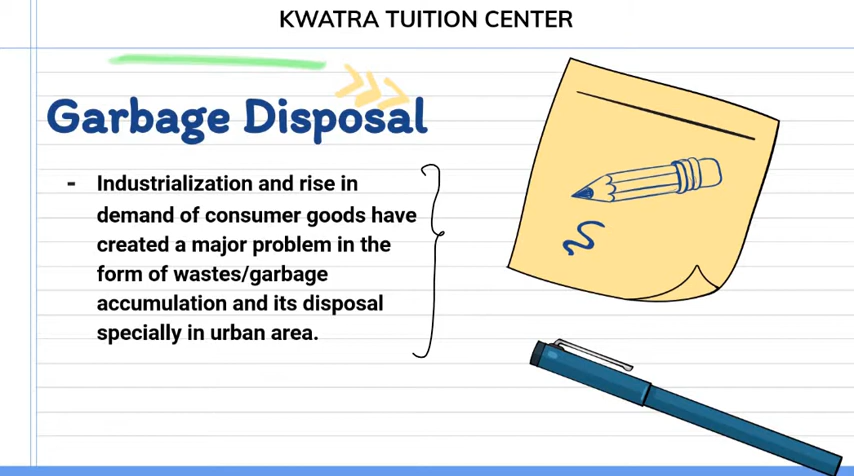 KWATRA TUITION CENTER
Garbage Disposal
- Industrialization and rise in
demand of consumer goods have
created a major problem in the
form of wastes/garbage
accumulation and its disposal
specially in urban area.